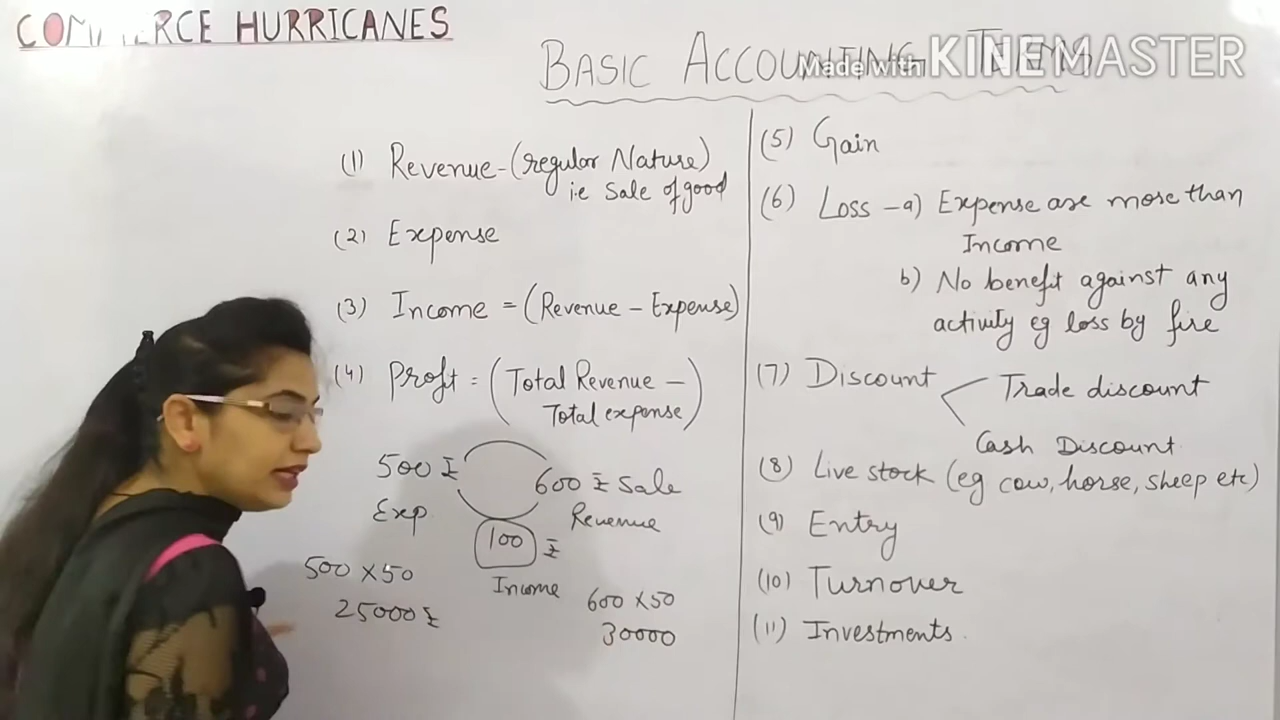 COMMERCE HURRICANES
BASIC ACCOUNTING TERMS
Made with KINEMASTER
(1) Revenue-(regular Nature)
i.e Sale of good
(2) Expense
(3) Income = (Revenue - Expense)
(4) Profit = (Total Revenue -
Total expense)
500 ₹
600 ₹ Sale
Exp.
Revenue
100 ₹
Income
500 × 50
25000 ₹
600 × 50
30000
(5) Gain
(6) Loss - a) Expense are more than
Income
b) No benefit against any
activity eg loss by fire
(7) Discount
Trade discount
Cash Discount
(8) Live stock (eg cow, horse, sheep etc)
(9) Entry
(10) Turnover
(11) Investments.